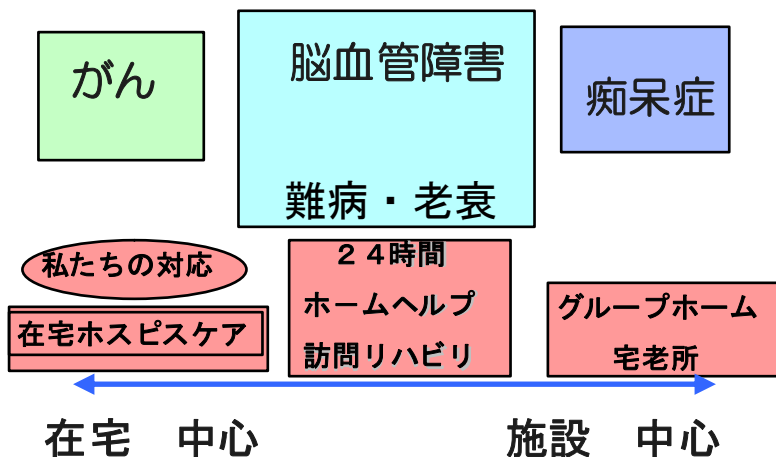 がん
脳血管障害
難病・老衰
痴呆症
私たちの対応
在宅ホスピスケア
２４時間
ホームヘルプ
訪問リハビリ
グループホーム
宅老所
在宅　中心
施設　中心